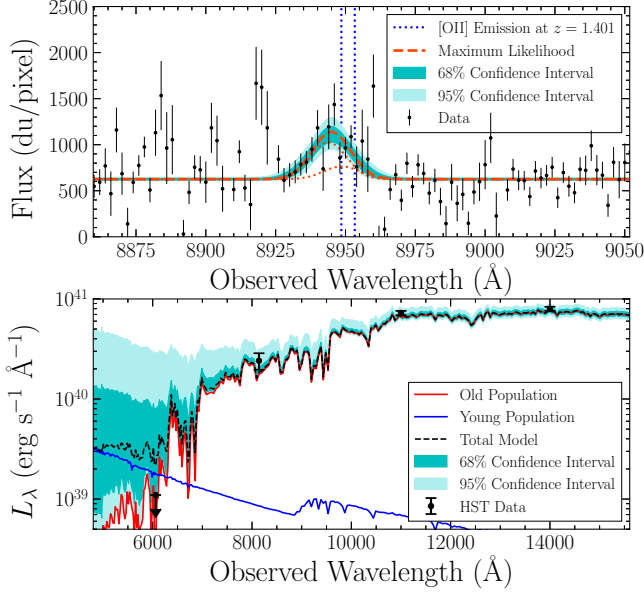 2500
2000
1500
1000
500
0
Flux (du/pixel)
[OII] Emission at z = 1.401
Maximum Likelihood
68% Confidence Interval
95% Confidence Interval
Data
8875 8900 8925 8950 8975 9000 9025 9050
Observed Wavelength (Å)
10^41
10^40
10^39
L_λ (erg s^−1 Å^−1)
Old Population
Young Population
Total Model
68% Confidence Interval
95% Confidence Interval
HST Data
6000 8000 10000 12000 14000
Observed Wavelength (Å)